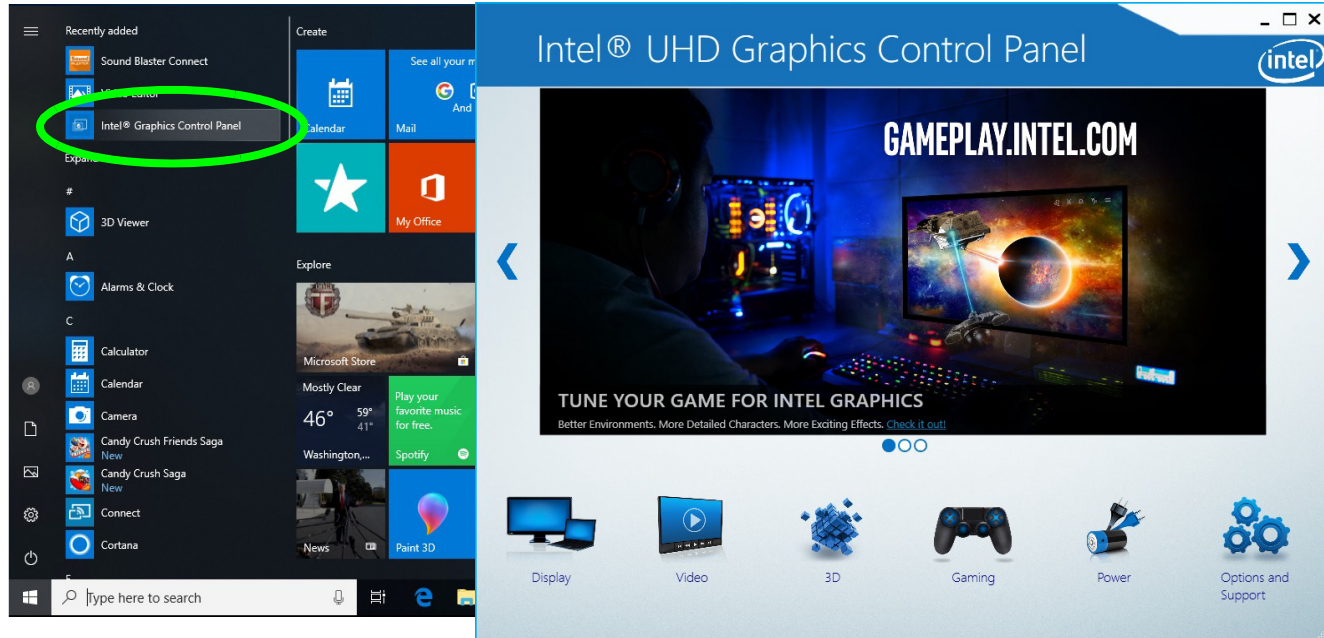 Recently added
Sound Blaster Connect
Video Editor
Intel® Graphics Control Panel
Expand
#
3D Viewer
A
Alarms & Clock
C
Calculator
Calendar
Camera
Candy Crush Friends Saga
New
Candy Crush Saga
New
Connect
Cortana
Type here to search
Create
See all your m
And
Calendar
Mail
My Office
Explore
Microsoft Store
Mostly Clear
46° 59°
41°
Washington,...
Play your
favorite music
for free.
Spotify
News
Paint 3D
Intel® UHD Graphics Control Panel
intel
GAMEPLAY.INTEL.COM
TUNE YOUR GAME FOR INTEL GRAPHICS
Better Environments. More Detailed Characters. More Exciting Effects. Check it out!
Display
Video
3D
Gaming
Power
Options and
Support